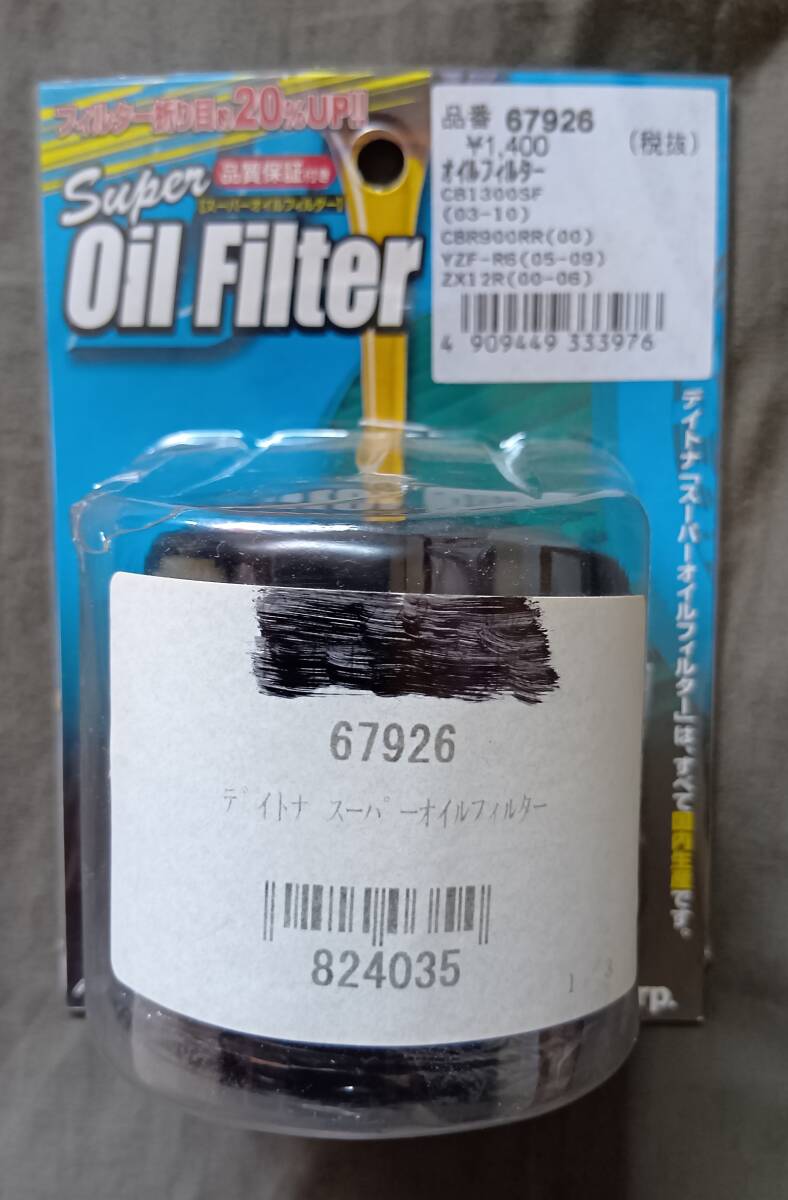 フィルター折り目約20%UP!!
Super
品質保証付き
【スーパーオイルフィルター】
Oil Filter
品番 67926
¥1,400 (税抜)
オイルフィルター
CB1300SF
(03-10)
CBR900RR(00)
YZF-R6(05-09)
ZX12R(00-06)
4 909449 333976
デイトナ「スーパーオイルフィルター」は、すべて国内生産です。
67926
デイトナ スーパーオイルフィルター
824035
rp.